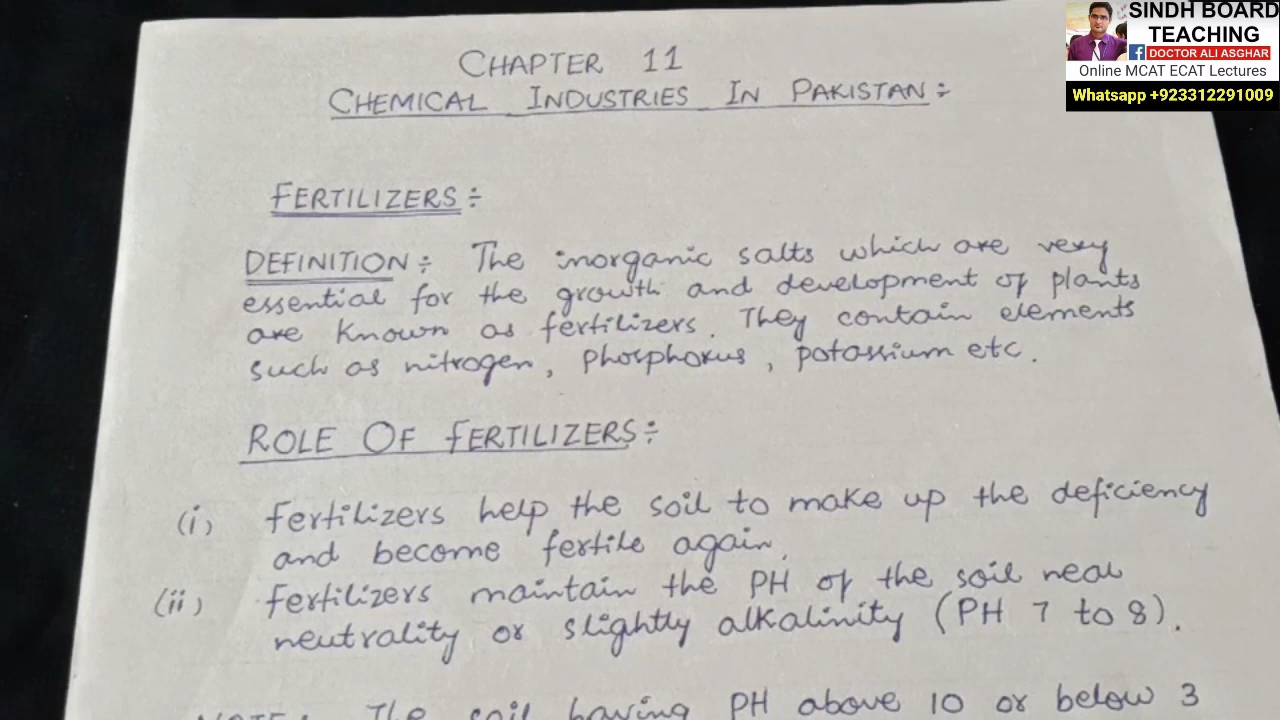 SINDH BOARD
TEACHING
f DOCTOR ALI ASGHAR
Online MCAT ECAT Lectures
Whatsapp +923312291009
CHAPTER 11
CHEMICAL INDUSTRIES IN PAKISTAN÷
FERTILIZERS÷
DEFINITION÷ The inorganic salts which are very
essential for the growth and development of plants
are known as fertilizers. They contain elements
such as nitrogen, phosphorus, potassium etc.
ROLE OF FERTILIZERS÷
(i) Fertilizers help the soil to make up the deficiency
and become fertile again.
(ii) Fertilizers maintain the PH of the soil near
neutrality or slightly alkalinity (PH 7 to 8).
NOTE: The soil having PH above 10 or below 3